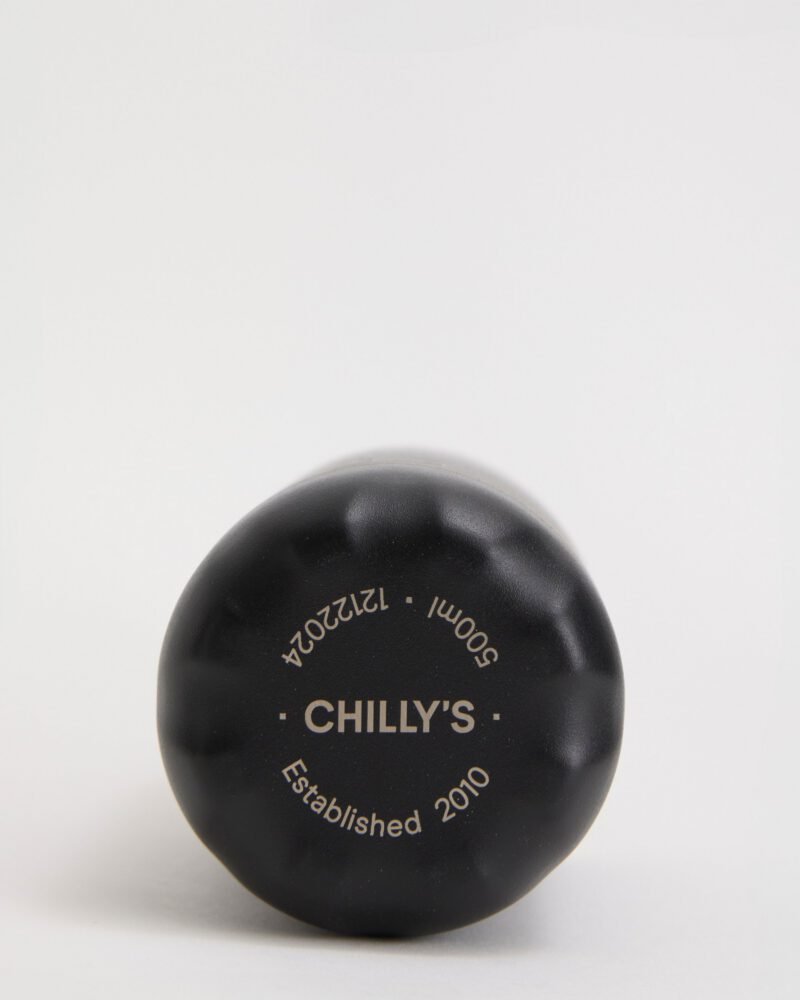 500ml · 12122024
· CHILLY'S ·
Established 2010